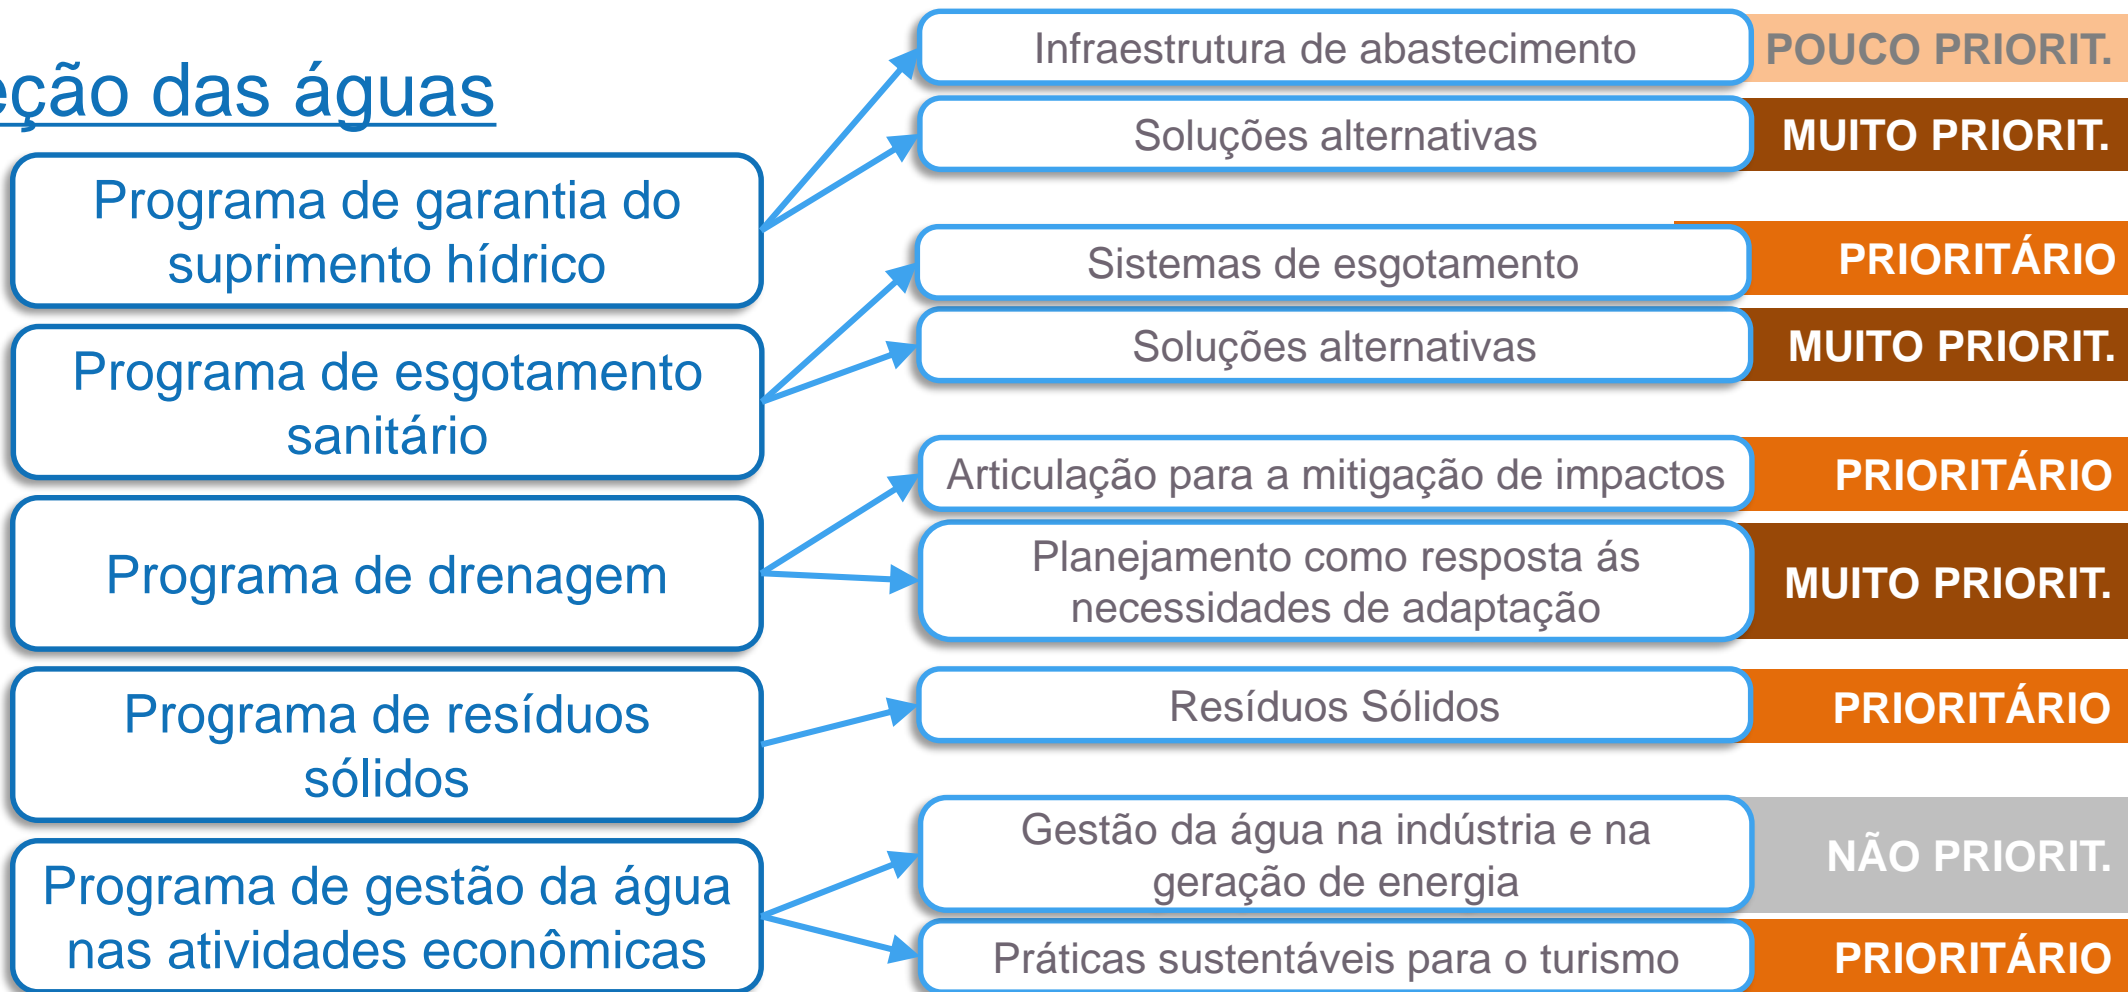 eção das águas
Programa de garantia do
suprimento hídrico
Infraestrutura de abastecimento
POUCO PRIORIT.
Soluções alternativas
MUITO PRIORIT.
Programa de esgotamento
sanitário
Sistemas de esgotamento
PRIORITÁRIO
Soluções alternativas
MUITO PRIORIT.
Programa de drenagem
Articulação para a mitigação de impactos
PRIORITÁRIO
Planejamento como resposta ás
necessidades de adaptação
MUITO PRIORIT.
Programa de resíduos
sólidos
Resíduos Sólidos
PRIORITÁRIO
Programa de gestão da água
nas atividades econômicas
Gestão da água na indústria e na
geração de energia
NÃO PRIORIT.
Práticas sustentáveis para o turismo
PRIORITÁRIO